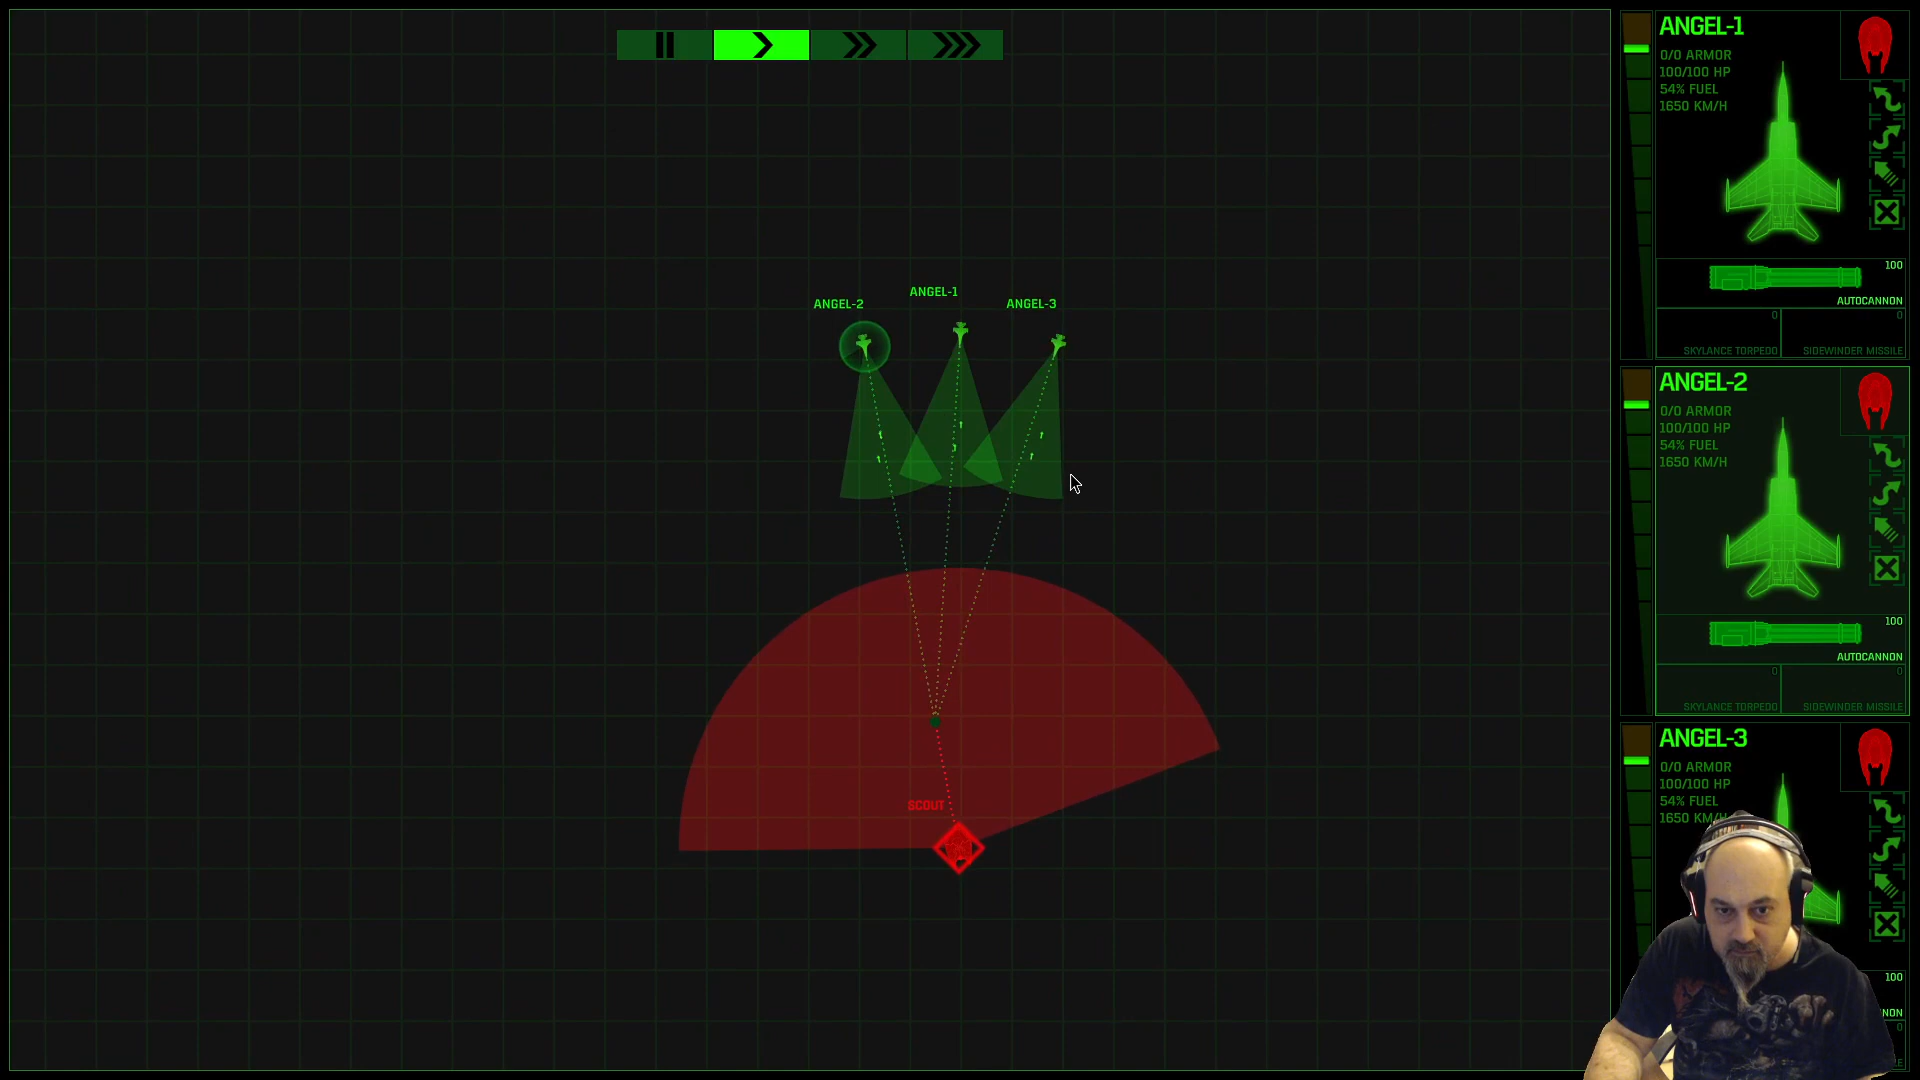 ANGEL-1
0/0 ARMOR
100/100 HP
54% FUEL
1650 KM/H
100
AUTOCANNON
0
0
SKYLANCE TORPEDO
SIDEWINDER MISSILE
ANGEL-2
ANGEL-1
ANGEL-3
SCOUT
ANGEL-2
0/0 ARMOR
100/100 HP
54% FUEL
1650 KM/H
100
AUTOCANNON
0
0
SKYLANCE TORPEDO
SIDEWINDER MISSILE
ANGEL-3
0/0 ARMOR
100/100 HP
54% FUEL
1650 KM/H
100
0